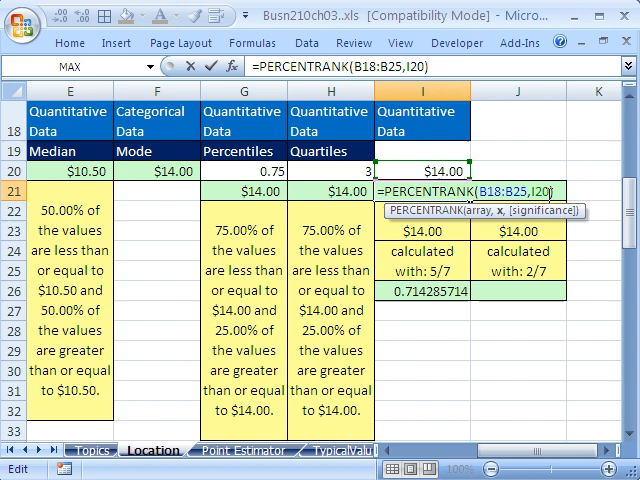 Busn210ch03..xls [Compatibility Mode] - Micro...
Home Insert Page Layout Formulas Data Review View Developer Add-Ins
MAX =PERCENTRANK(B18:B25,I20)
E F G H I J K
18 Quantitative Data Categorical Data Quantitative Data Quantitative Data Quantitative Data
19 Median Mode Percentiles Quartiles
20 $10.50 $14.00 0.75 3 $14.00
21 $14.00 $14.00 =PERCENTRANK(B18:B25,I20)
22 50.00% of 75.00% of 75.00% of PERCENTRANK(array, x, [significance])
23 the values the values the values $14.00 $14.00
24 are less than are less than are less than calculated calculated
25 or equal to or equal to or equal to with: 5/7 with: 2/7
26 $10.50 and $14.00 and $14.00 and 0.714285714
27 50.00% of 25.00% of 25.00% of
28 the values the values the values
29 are greater are greater are greater
30 than or equal than or equal than or equal
31 to $10.50. to $14.00. to $14.00.
32
33
Topics Location Point Estimator TypicalValu
Edit 100%